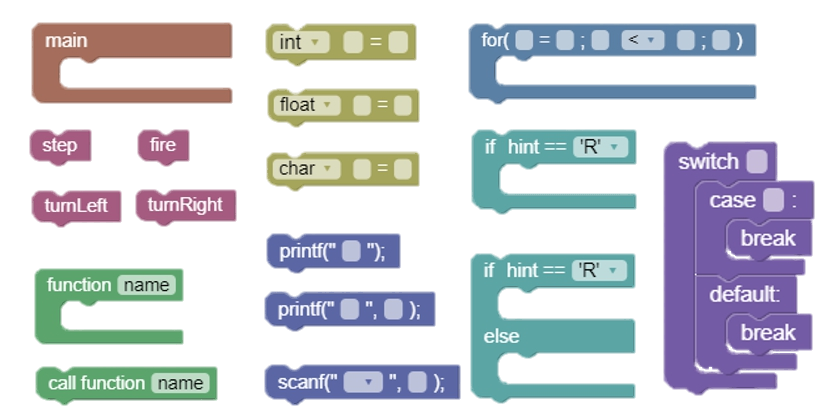 main
step
fire
turnLeft
turnRight
function name
call function name
int =
float =
char =
printf(" ");
printf(" ", );
scanf(" ", );
for( = ; < ; )
if hint == 'R'
if hint == 'R'
else
switch
case :
break
default:
break